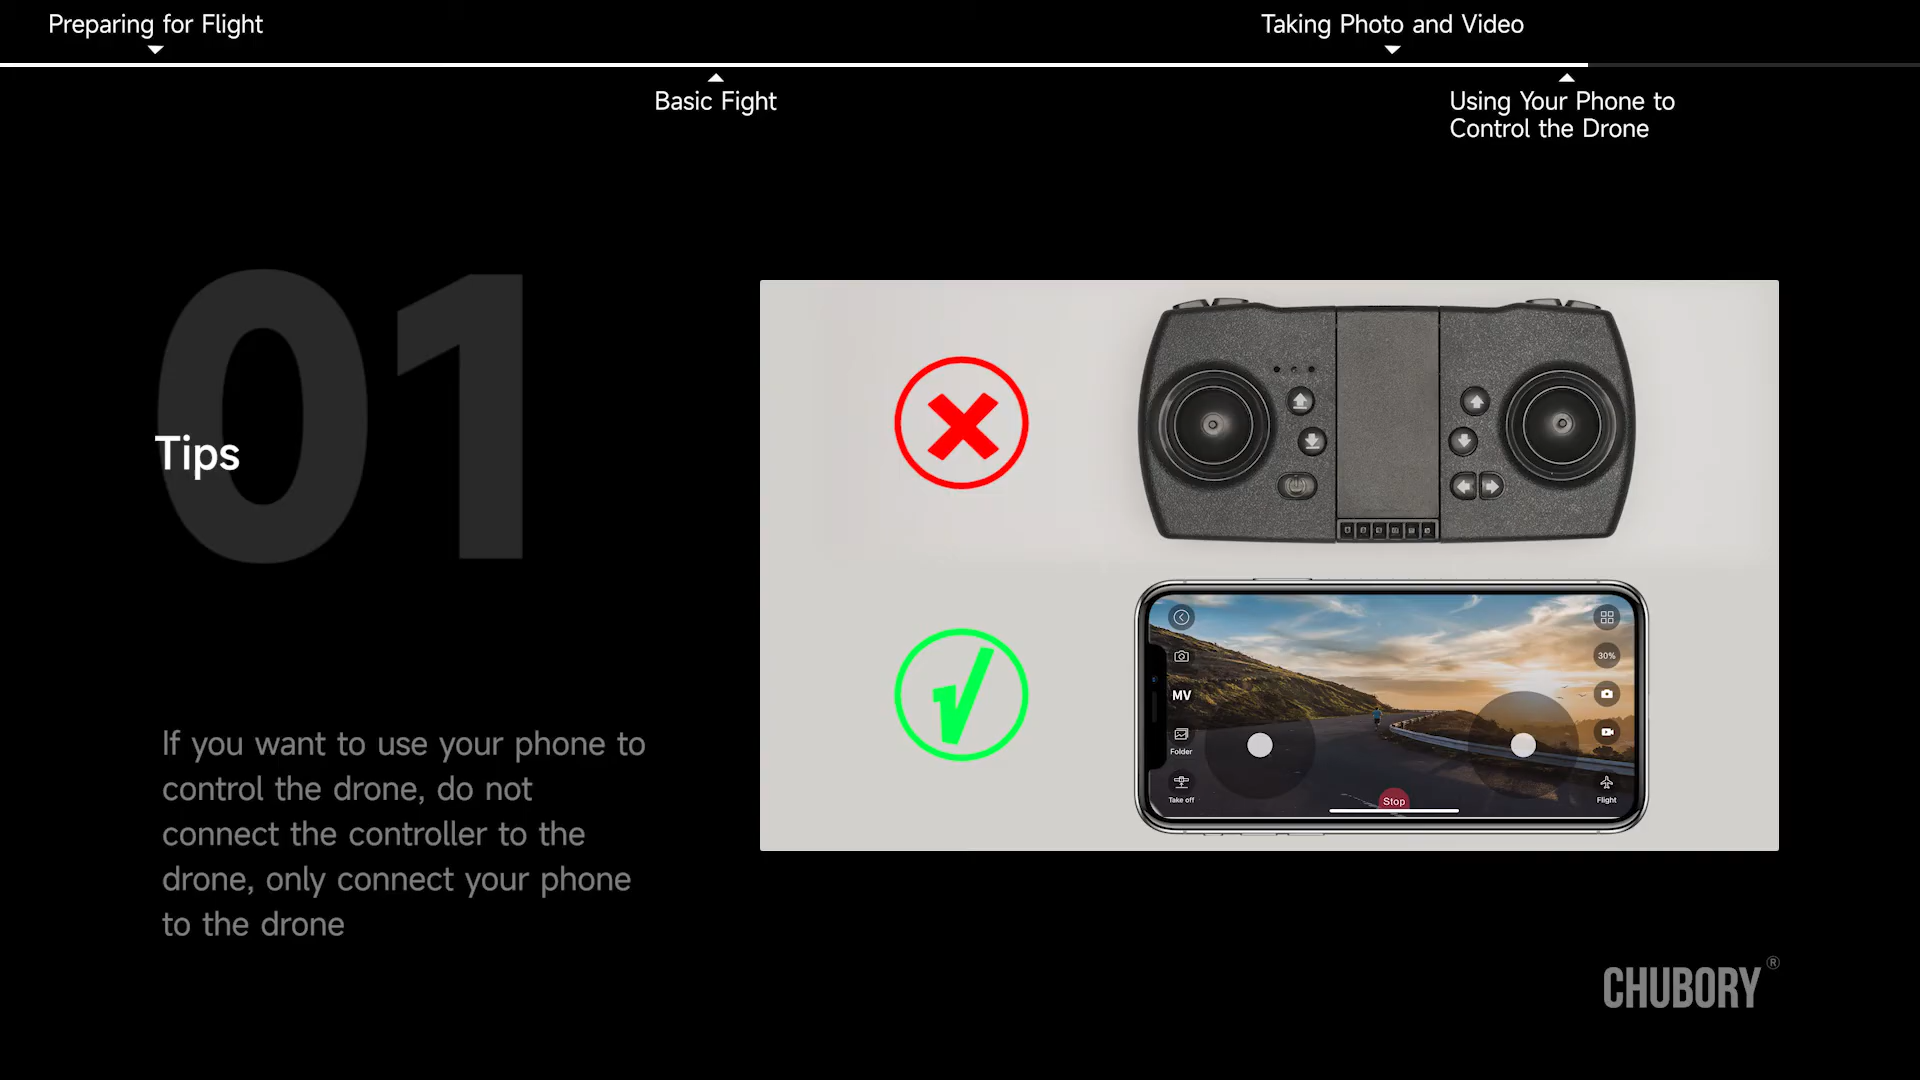 Preparing for Flight
Taking Photo and Video
Basic Fight
Using Your Phone to
Control the Drone
01
Tips
If you want to use your phone to
control the drone, do not
connect the controller to the
drone, only connect your phone
to the drone
30%
MV
Folder
Take off
Stop
Flight
CHUBORY®